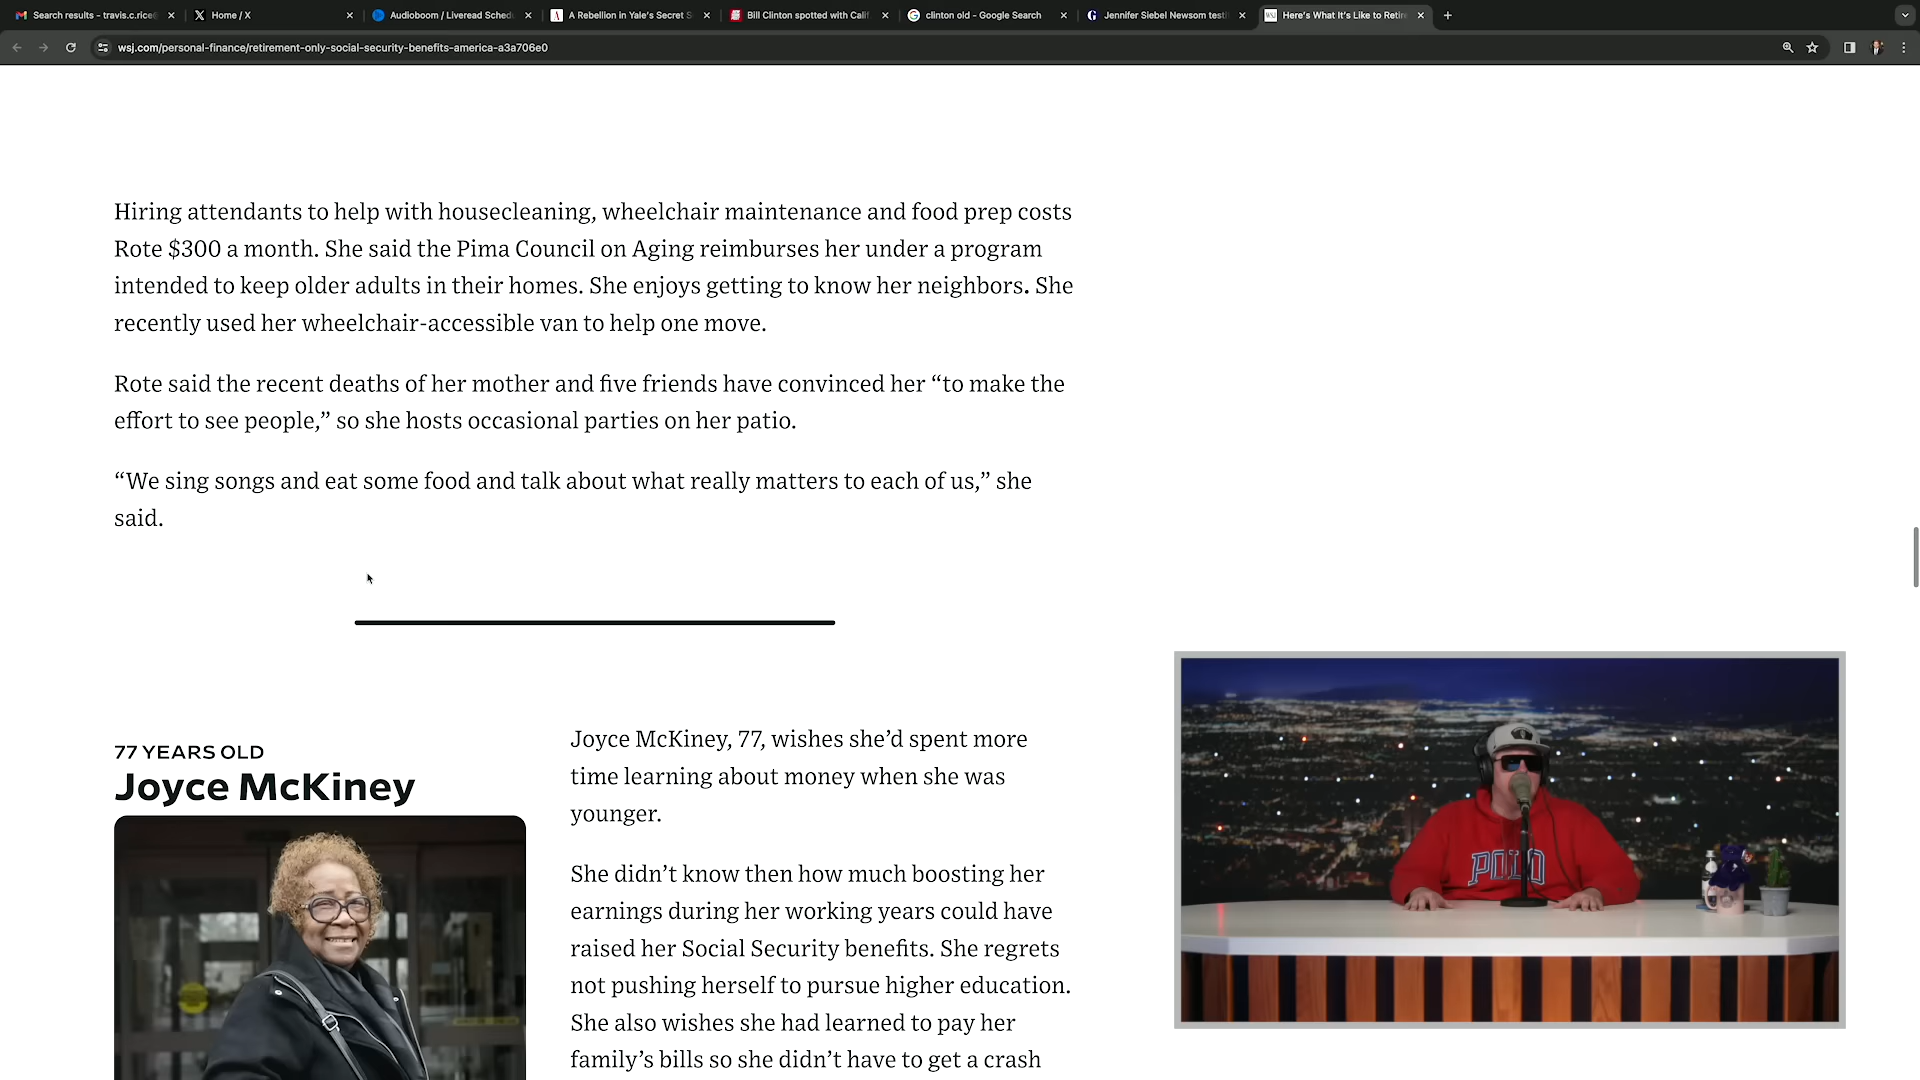 Search results - travis.c.rice
Home / X
Audioboom / Liveread Sched
A Rebellion in Yale's Secret S
Bill Clinton spotted with Cali
clinton old - Google Search
Jennifer Siebel Newsom testi
Here's What It's Like to Retir
wsj.com/personal-finance/retirement-only-social-security-benefits-america-a3a706e0
Hiring attendants to help with housecleaning, wheelchair maintenance and food prep costs
Rote $300 a month. She said the Pima Council on Aging reimburses her under a program
intended to keep older adults in their homes. She enjoys getting to know her neighbors. She
recently used her wheelchair-accessible van to help one move.
Rote said the recent deaths of her mother and five friends have convinced her “to make the
effort to see people,” so she hosts occasional parties on her patio.
“We sing songs and eat some food and talk about what really matters to each of us,” she
said.
77 YEARS OLD
Joyce McKiney
Joyce McKiney, 77, wishes she’d spent more
time learning about money when she was
younger.
She didn’t know then how much boosting her
earnings during her working years could have
raised her Social Security benefits. She regrets
not pushing herself to pursue higher education.
She also wishes she had learned to pay her
family’s bills so she didn’t have to get a crash
POLO